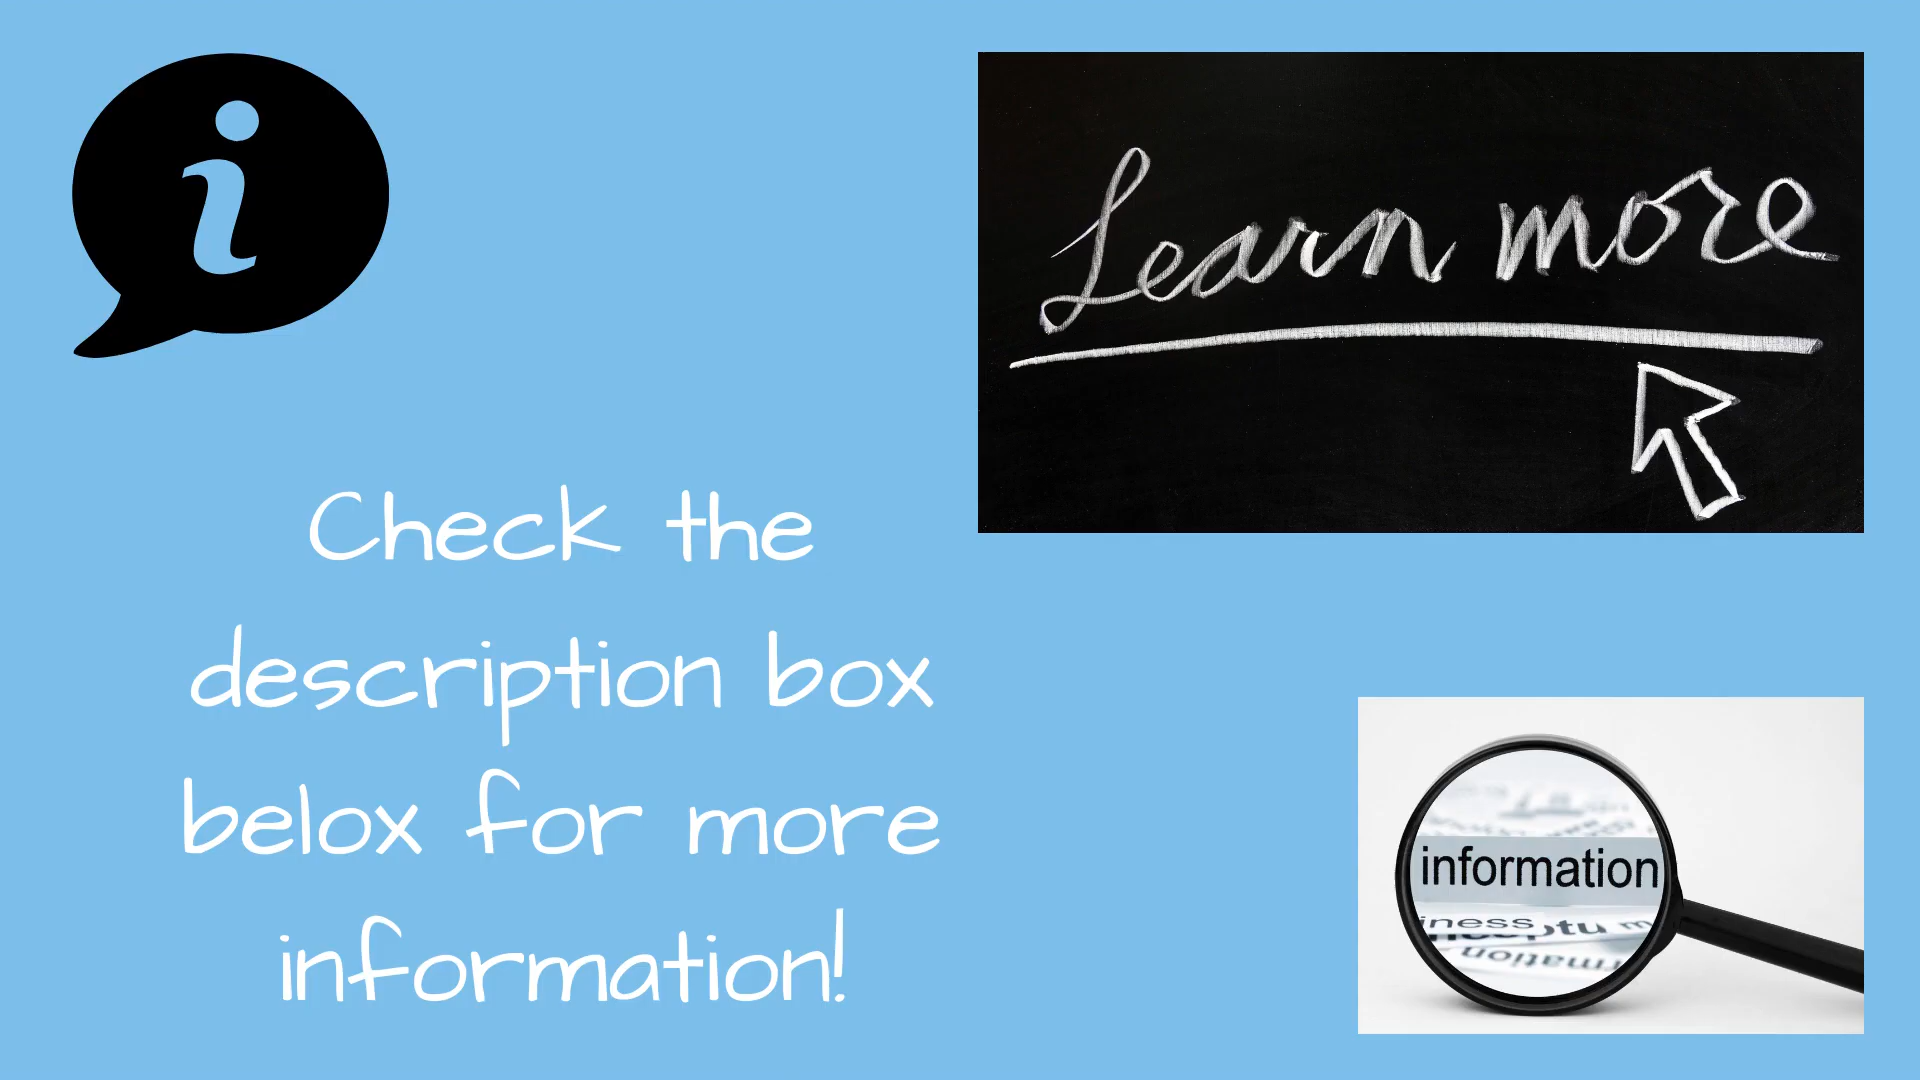 i
Learn more
Check the
description box
belox for more
information!
information
iness